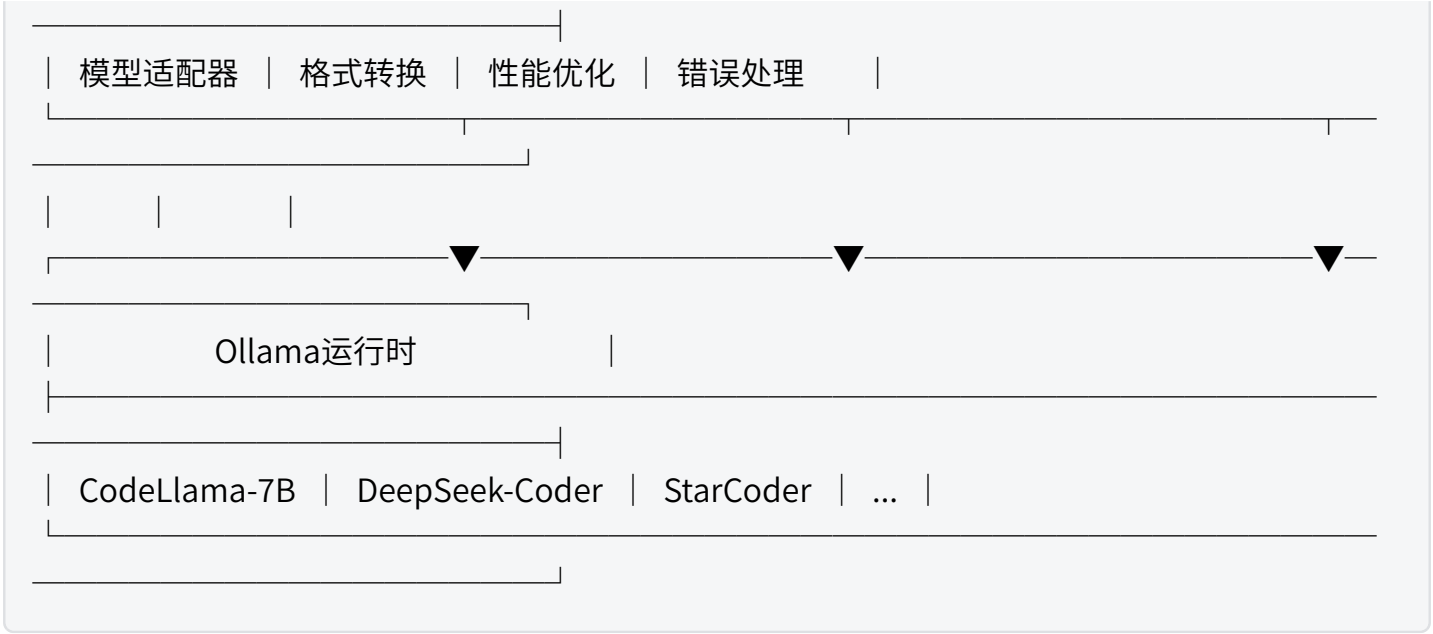 │ 模型适配器 │ 格式转换 │ 性能优化 │ 错误处理 │
│ Ollama运行时 │
│ CodeLlama-7B │ DeepSeek-Coder │ StarCoder │ ... │